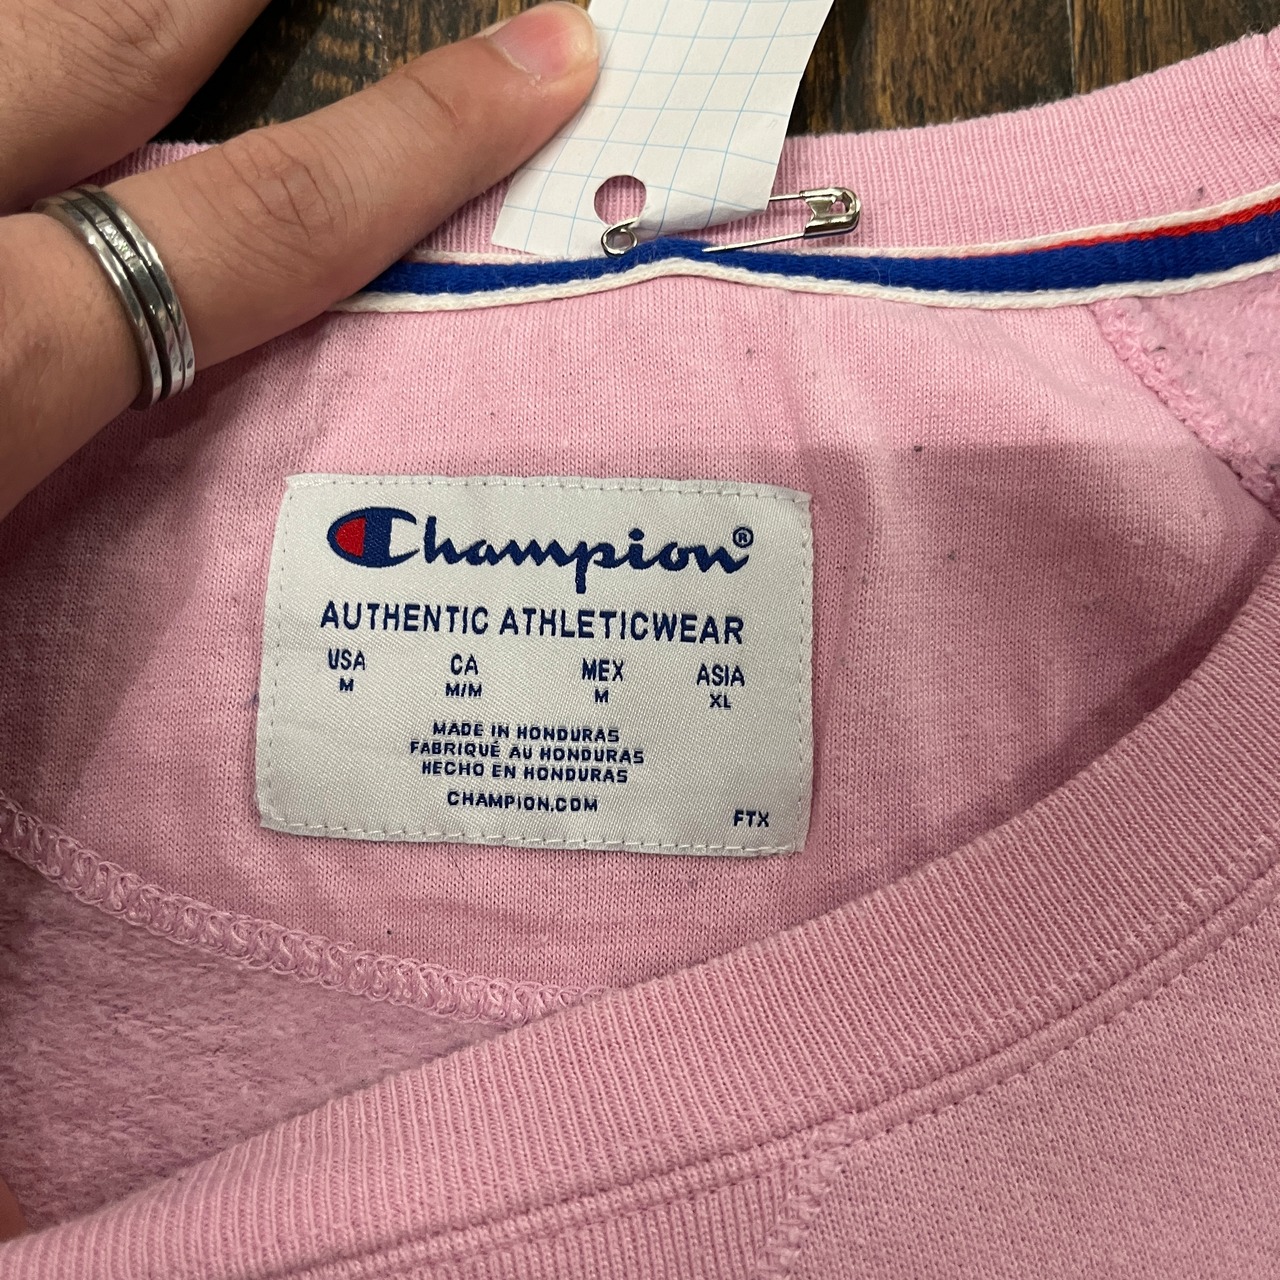 Champion®
AUTHENTIC ATHLETICWEAR
USA CA MEX ASIA
M M/M M XL
MADE IN HONDURAS
FABRIQUÉ AU HONDURAS
HECHO EN HONDURAS
CHAMPION.COM
FTX